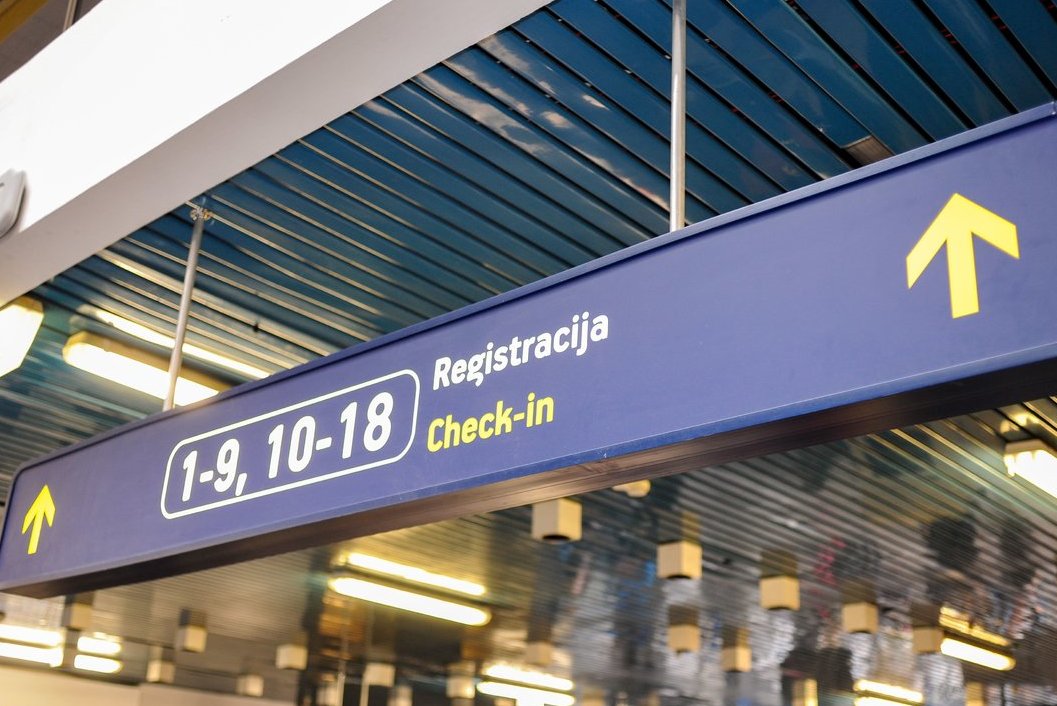 1-9, 10-18
Registracija
Check-in